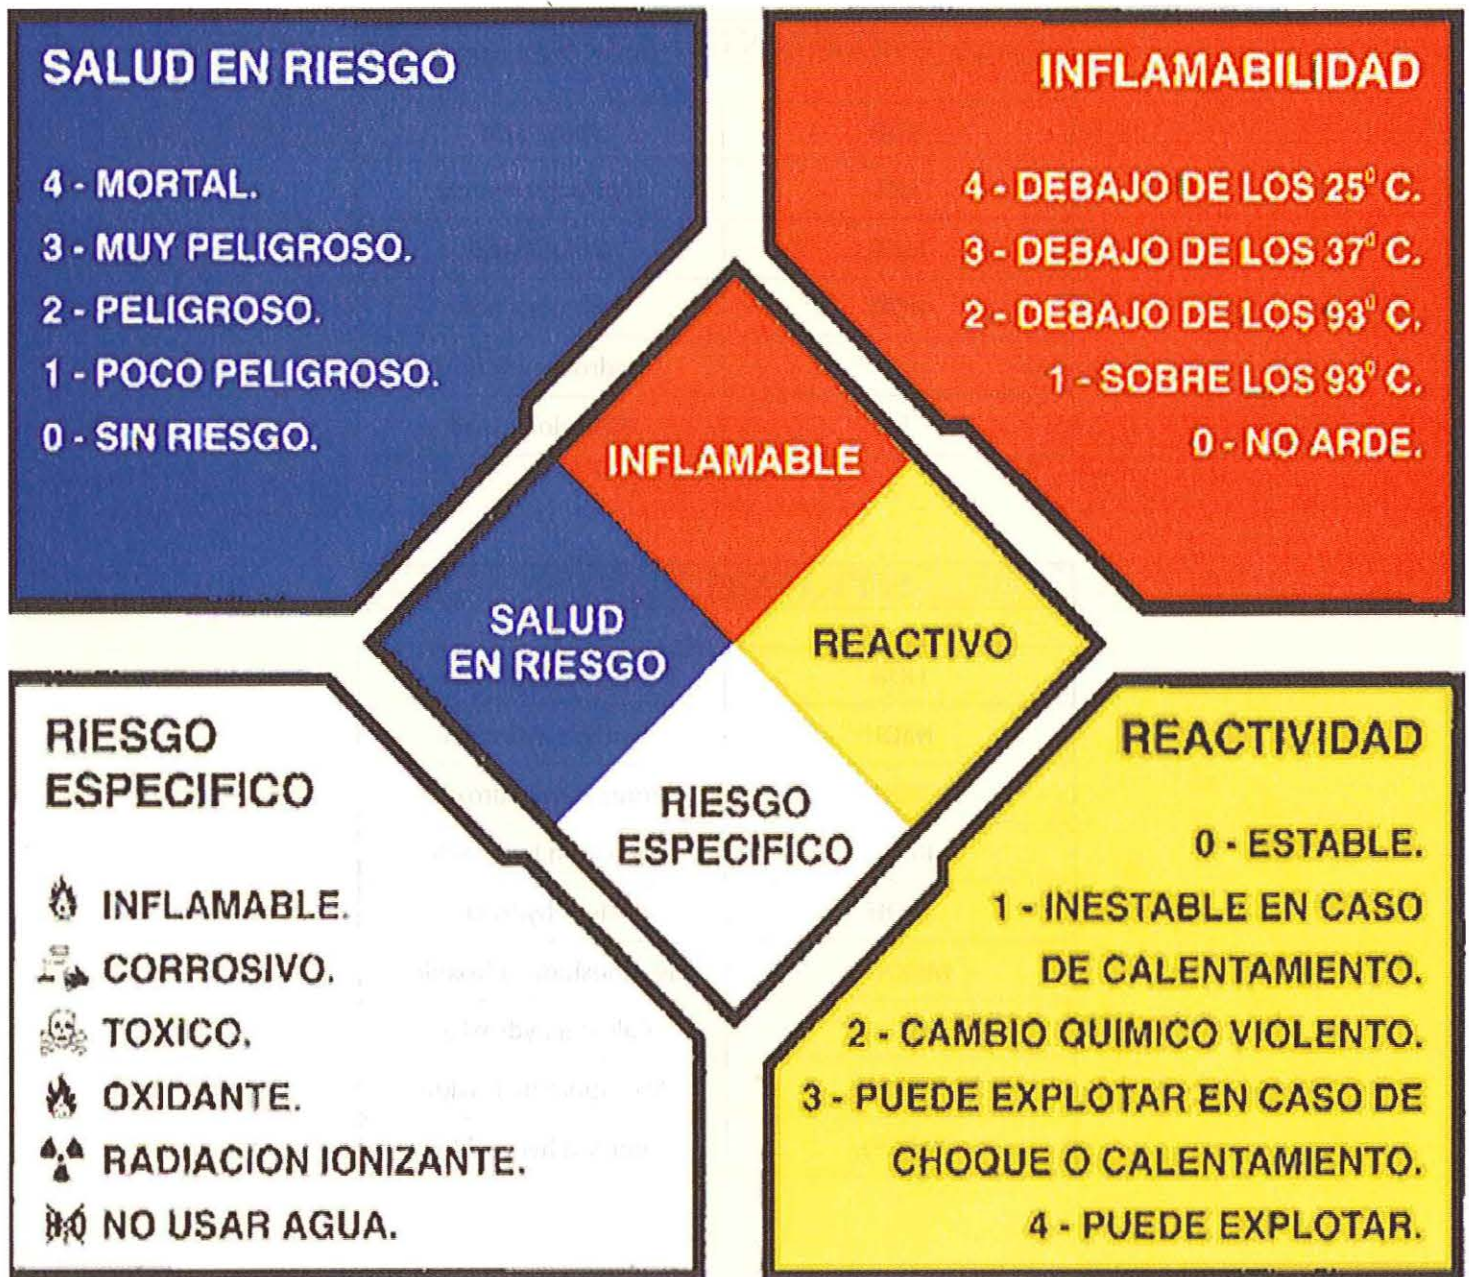 SALUD EN RIESGO
4 - MORTAL.
3 - MUY PELIGROSO.
2 - PELIGROSO.
1 - POCO PELIGROSO.
0 - SIN RIESGO.
INFLAMABILIDAD
4 - DEBAJO DE LOS 25° C.
3 - DEBAJO DE LOS 37° C.
2 - DEBAJO DE LOS 93° C.
1 - SOBRE LOS 93° C.
0 - NO ARDE.
INFLAMABLE
SALUD
EN RIESGO
REACTIVO
RIESGO
ESPECIFICO
RIESGO
ESPECIFICO
INFLAMABLE.
CORROSIVO.
TOXICO.
OXIDANTE.
RADIACION IONIZANTE.
NO USAR AGUA.
REACTIVIDAD
0 - ESTABLE.
1 - INESTABLE EN CASO
DE CALENTAMIENTO.
2 - CAMBIO QUIMICO VIOLENTO.
3 - PUEDE EXPLOTAR EN CASO DE
CHOQUE O CALENTAMIENTO.
4 - PUEDE EXPLOTAR.